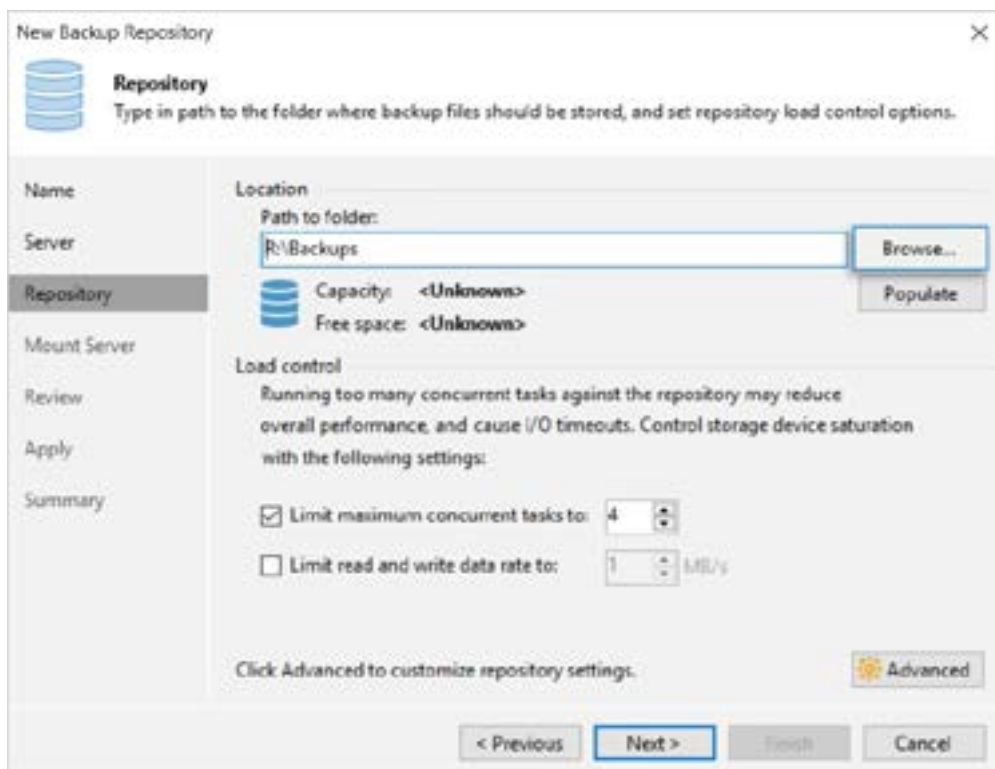 New Backup Repository
Repository
Type in path to the folder where backup files should be stored, and set repository load control options.
Name
Server
Repository
Mount Server
Review
Apply
Summary
Location
Path to folder:
R:\Backups
Browse...
Capacity: <Unknown>
Populate
Free space: <Unknown>
Load control
Running too many concurrent tasks against the repository may reduce
overall performance, and cause I/O timeouts. Control storage device saturation
with the following settings:
Limit maximum concurrent tasks to: 4
Limit read and write data rate to: 1 MB/s
Click Advanced to customize repository settings.
Advanced
< Previous
Next >
Finish
Cancel